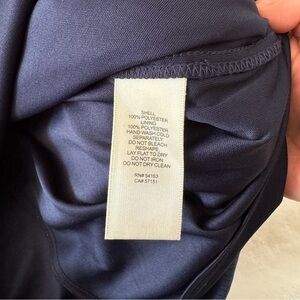 SHELL
100% POLYESTER
LINING
100% POLYESTER
HAND WASH COLD
SEPARATELY
DO NOT BLEACH
RESHAPE
LAY FLAT TO DRY
DO NOT IRON
DO NOT DRY CLEAN
RN# 54163
CA# 57151